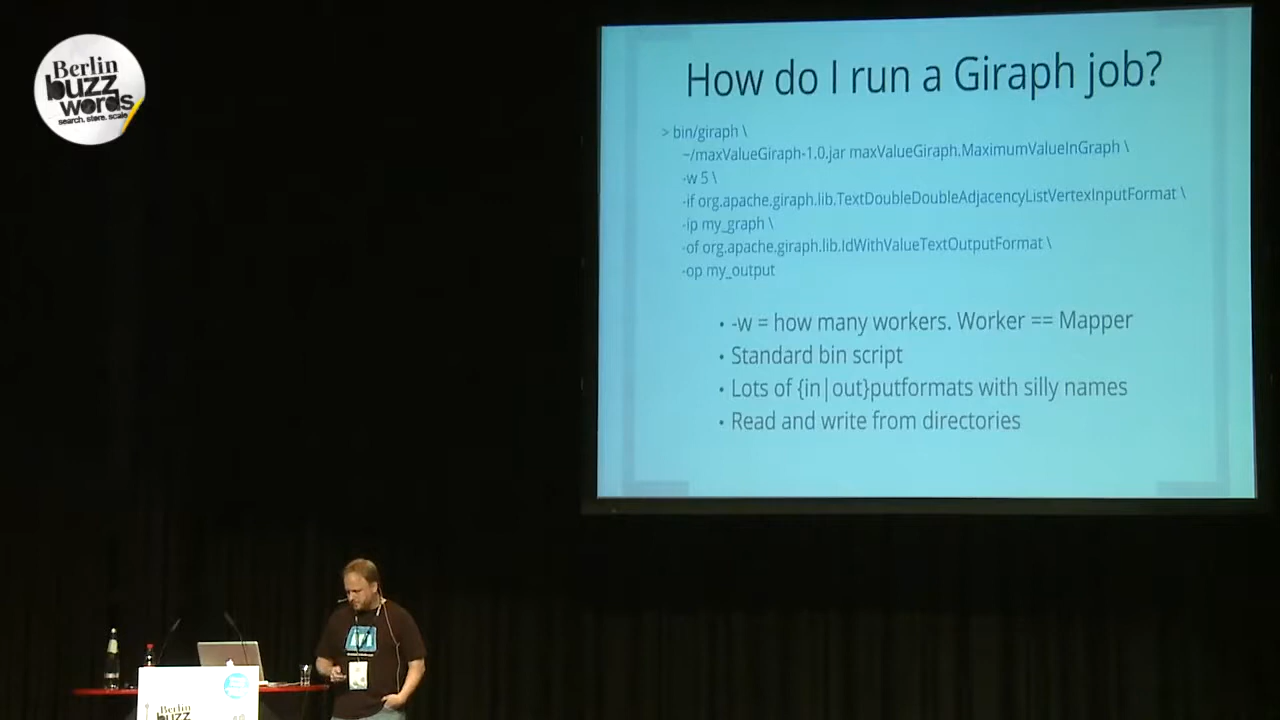 Berlin
buzz
words
search. store. scale
How do I run a Giraph job?
> bin/giraph \
~/maxValueGiraph-1.0.jar maxValueGiraph.MaximumValueInGraph \
-w 5 \
-if org.apache.giraph.lib.TextDoubleDoubleAdjacencyListVertexInputFormat \
-ip my_graph \
-of org.apache.giraph.lib.IdWithValueTextOutputFormat \
-op my_output
• -w = how many workers. Worker == Mapper
• Standard bin script
• Lots of {in|out}putformats with silly names
• Read and write from directories
Berlin
buzz